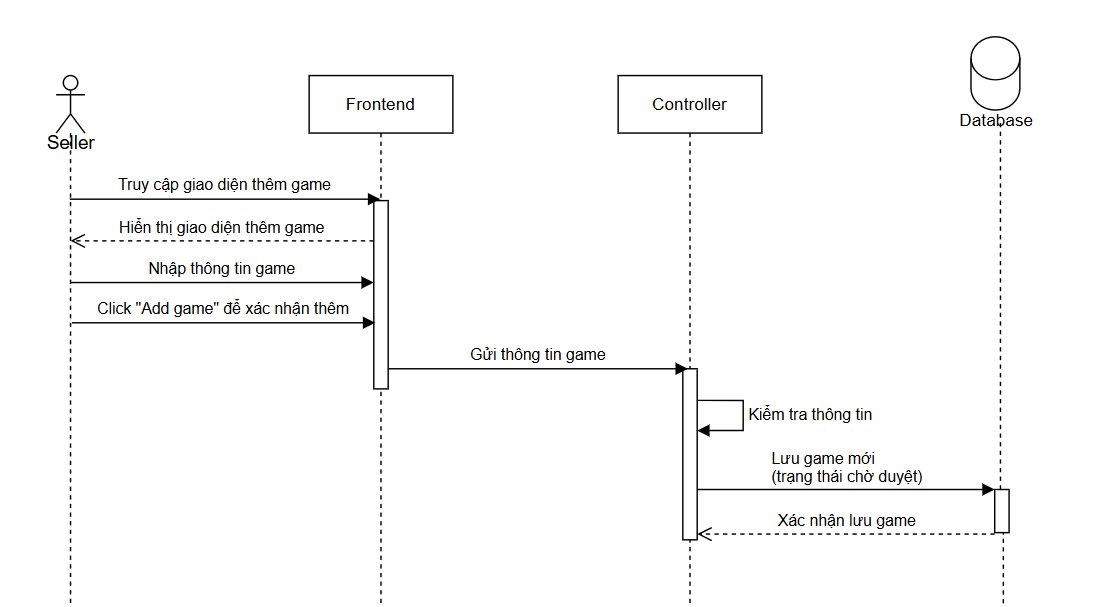 Seller
Frontend
Controller
Database
Truy cập giao diện thêm game
Hiển thị giao diện thêm game
Nhập thông tin game
Click "Add game" để xác nhận thêm
Gửi thông tin game
Kiểm tra thông tin
Lưu game mới
(trạng thái chờ duyệt)
Xác nhận lưu game